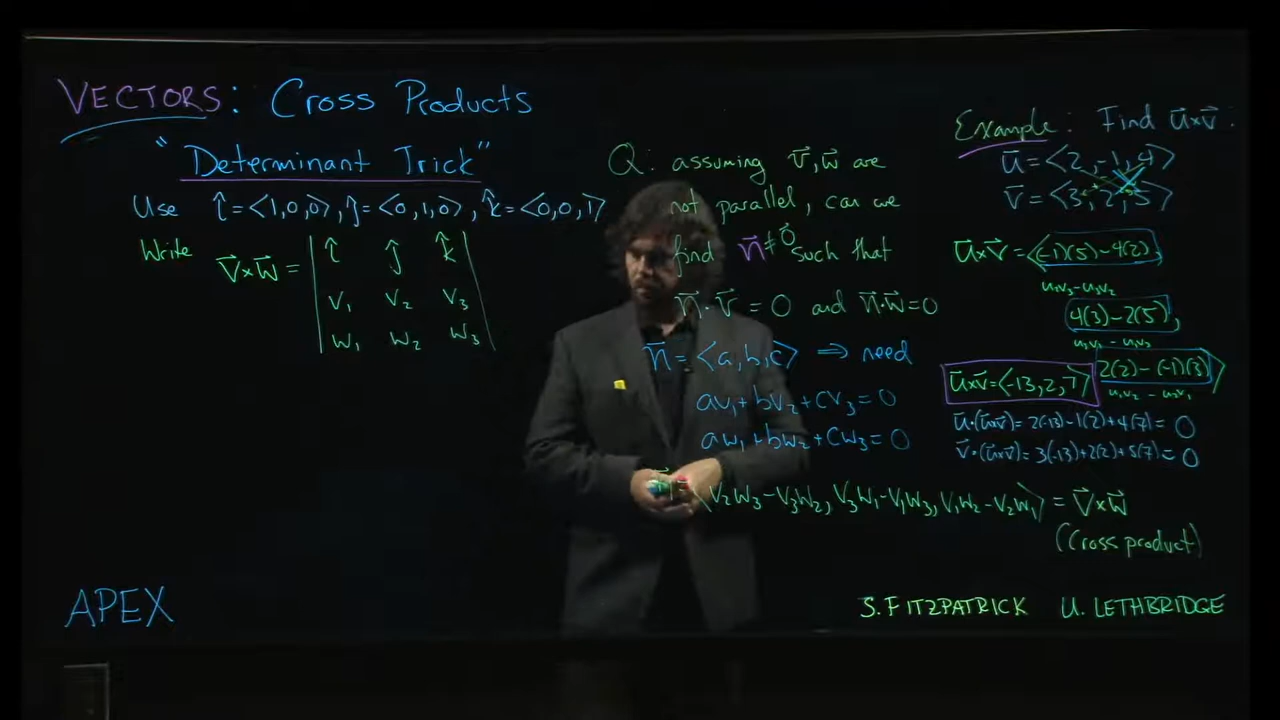 VECTORS: Cross Products
"Determinant Trick"
Use î=⟨1,0,0⟩, ĵ=⟨0,1,0⟩, k̂=⟨0,0,1⟩
Write v⃗×w⃗ = | î ĵ k̂ |
| v₁ v₂ v₃ |
| w₁ w₂ w₃ |
Q: assuming v⃗, w⃗ are
not parallel, can we
find n⃗≠0⃗ such that
n⃗·v⃗ = 0 and n⃗·w⃗=0
n⃗ = ⟨a,b,c⟩ ⇒ need
av₁+bv₂+cv₃=0
aw₁+bw₂+cw₃=0
⟨v₂w₃-v₃w₂, v₃w₁-v₁w₃, v₁w₂-v₂w₁⟩ = v⃗×w⃗
(Cross product)
Example: Find u⃗×v⃗:
u⃗ = ⟨2,-1,4⟩
v⃗ = ⟨3,2,5⟩
u⃗×v⃗ = ⟨(-1)(5)-4(2),
u₂v₃-u₃v₂
4(3)-2(5),
u₃v₁-u₁v₃
2(2)-(-1)(3)⟩
u₁v₂-u₂v₁
u⃗×v⃗=⟨-13,2,7⟩
u⃗·(u⃗×v⃗)= 2(-13)-1(2)+4(7)= 0
v⃗·(u⃗×v⃗)= 3(-13)+2(2)+5(7)= 0
APEX
S. FITZPATRICK U. LETHBRIDGE